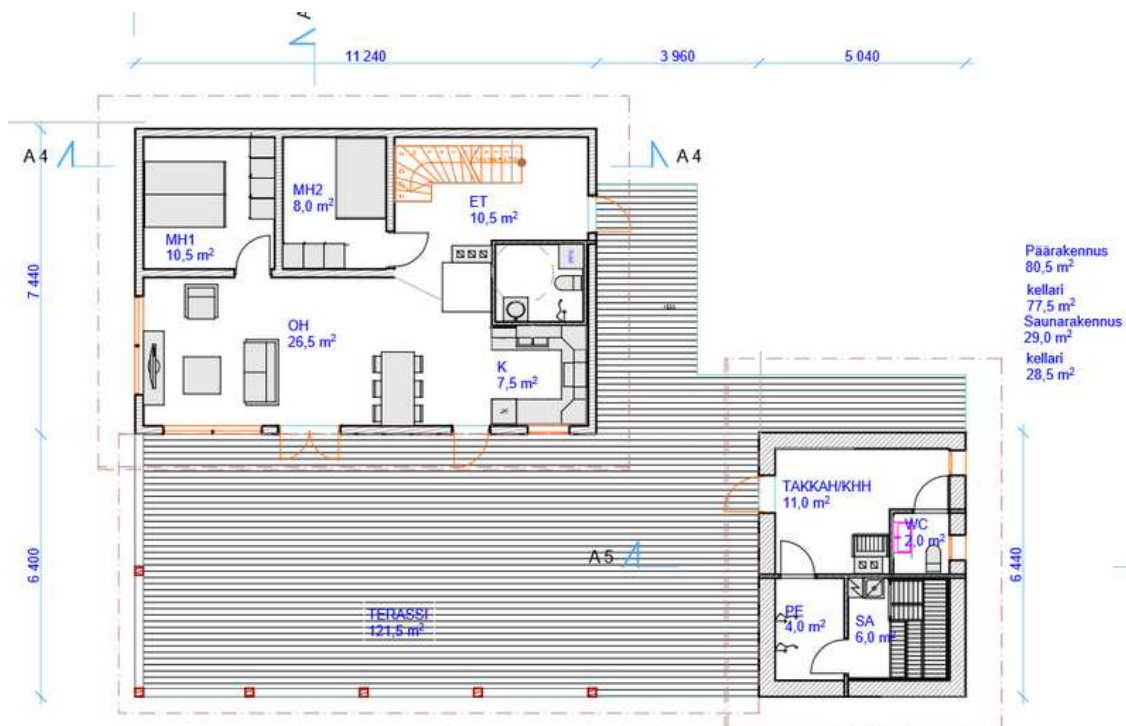 A
11 240
3 960
5 040
A 4
A 4
MH2
8,0 m²
ET
10,5 m²
MH1
10,5 m²
7 440
OH
26,5 m²
K
7,5 m²
Päärakennus
80,5 m²
kellari
77,5 m²
Saunarakennus
29,0 m²
kellari
28,5 m²
TAKKAH/KHH
11,0 m²
WC
2,0 m²
A 5
6 400
6 440
TERASSI
121,5 m²
PE
4,0 m²
SA
6,0 m²